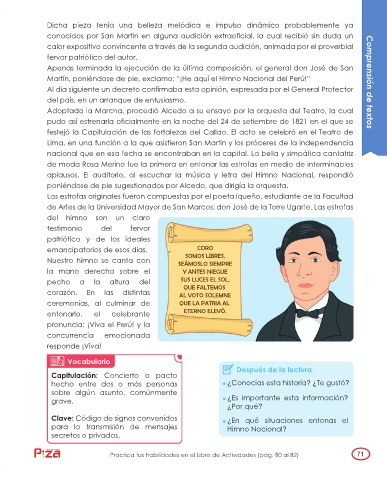 Dicha pieza tenía una belleza melódica e impulso dinámico probablemente ya
conocidos por San Martín en alguna audición extraoficial, la cual recibió sin duda un
calor expositivo convincente a través de la segunda audición, animada por el proverbial
fervor patriótico del autor.
Apenas terminada la ejecución de la última composición, el general don José de San
Martín, poniéndose de pie, exclamo: "¡He aquí el Himno Nacional del Perú!"
Al día siguiente un decreto confirmaba esta opinión, expresada por el General Protector
del país, en un arranque de entusiasmo.
Adoptada la Marcha, procedió Alcedo a su ensayo por la orquesta del Teatro, la cual
pudo así estrenarla oficialmente en la noche del 24 de setiembre de 1821 en el que se
festejó la Capitulación de las fortalezas del Callao. El acto se celebró en el Teatro de
Lima, en una función a la que asistieron San Martín y los próceres de la independencia
nacional que en esa fecha se encontraban en la capital. La bella y simpática cantatriz
de moda Rosa Merino fue la primera en entonar las estrofas en medio de interminables
aplausos. El auditorio, al escuchar la música y letra del Himno Nacional, respondió
poniéndose de pie sugestionados por Alcedo, que dirigía la orquesta.
Las estrofas originales fueron compuestas por el poeta iqueño, estudiante de la Facultad
de Artes de la Universidad Mayor de San Marcos: don José de la Torre Ugarte. Las estrofas
del himno son un claro
testimonio del fervor
patriótico y de los ideales
emancipatorios de esos días.
Nuestro himno se canta con
la mano derecha sobre el
pecho a la altura del
corazón. En las distintas
ceremonias, al culminar de
entonarlo, el celebrante
pronuncia: ¡Viva el Perú! y la
concurrencia emocionada
responde ¡Viva!
CORO
SOMOS LIBRES,
SEÁMOSLO SIEMPRE
Y ANTES NIEGUE
SUS LUCES EL SOL,
QUE FALTEMOS
AL VOTO SOLEMNE
QUE LA PATRIA AL
ETERNO ELEVÓ.
Vocabulario
Capitulación: Concierto o pacto
hecho entre dos o más personas
sobre algún asunto, comúnmente
grave.
Clave: Código de signos convenidos
para la transmisión de mensajes
secretos o privados.
Después de la lectura
¿Conocías esta historia? ¿Te gustó?
¿Es importante esta información?
¿Por qué?
¿En qué situaciones entonas el
Himno Nacional?
Comprensión de textos
Piza
Practica tus habilidades en el Libro de Actividades (pág. 80 al 82)
71